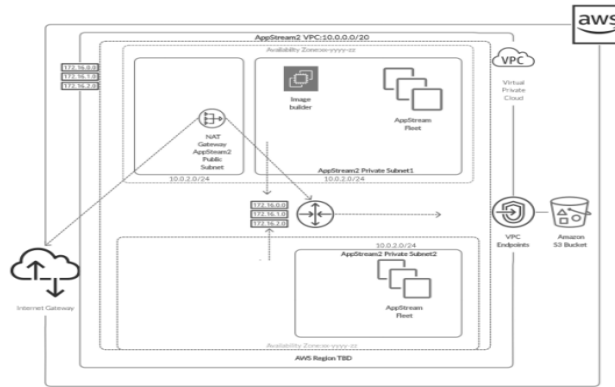 aws
AppStream2 VPC:10.0.0.0/20
Availability Zone:xx-yyyy-zz
172.16.0.0
172.16.1.0
172.16.2.0
VPC
Virtual
Private
Cloud
Image
builder
AppStream
Fleet
NAT
Gateway
AppSteam2
Public
Subnet
AppStream2 Private Subnet1
10.0.2.0/24
10.0.2.0/24
172.16.0.0
172.16.1.0
172.16.2.0
VPC
Endpoints
Amazon
S3 Bucket
10.0.2.0/24
AppStream2 Private Subnet2
AppStream
Fleet
Internet Gateway
Availability Zone:xx-yyyy-zz
AWS Region TBD